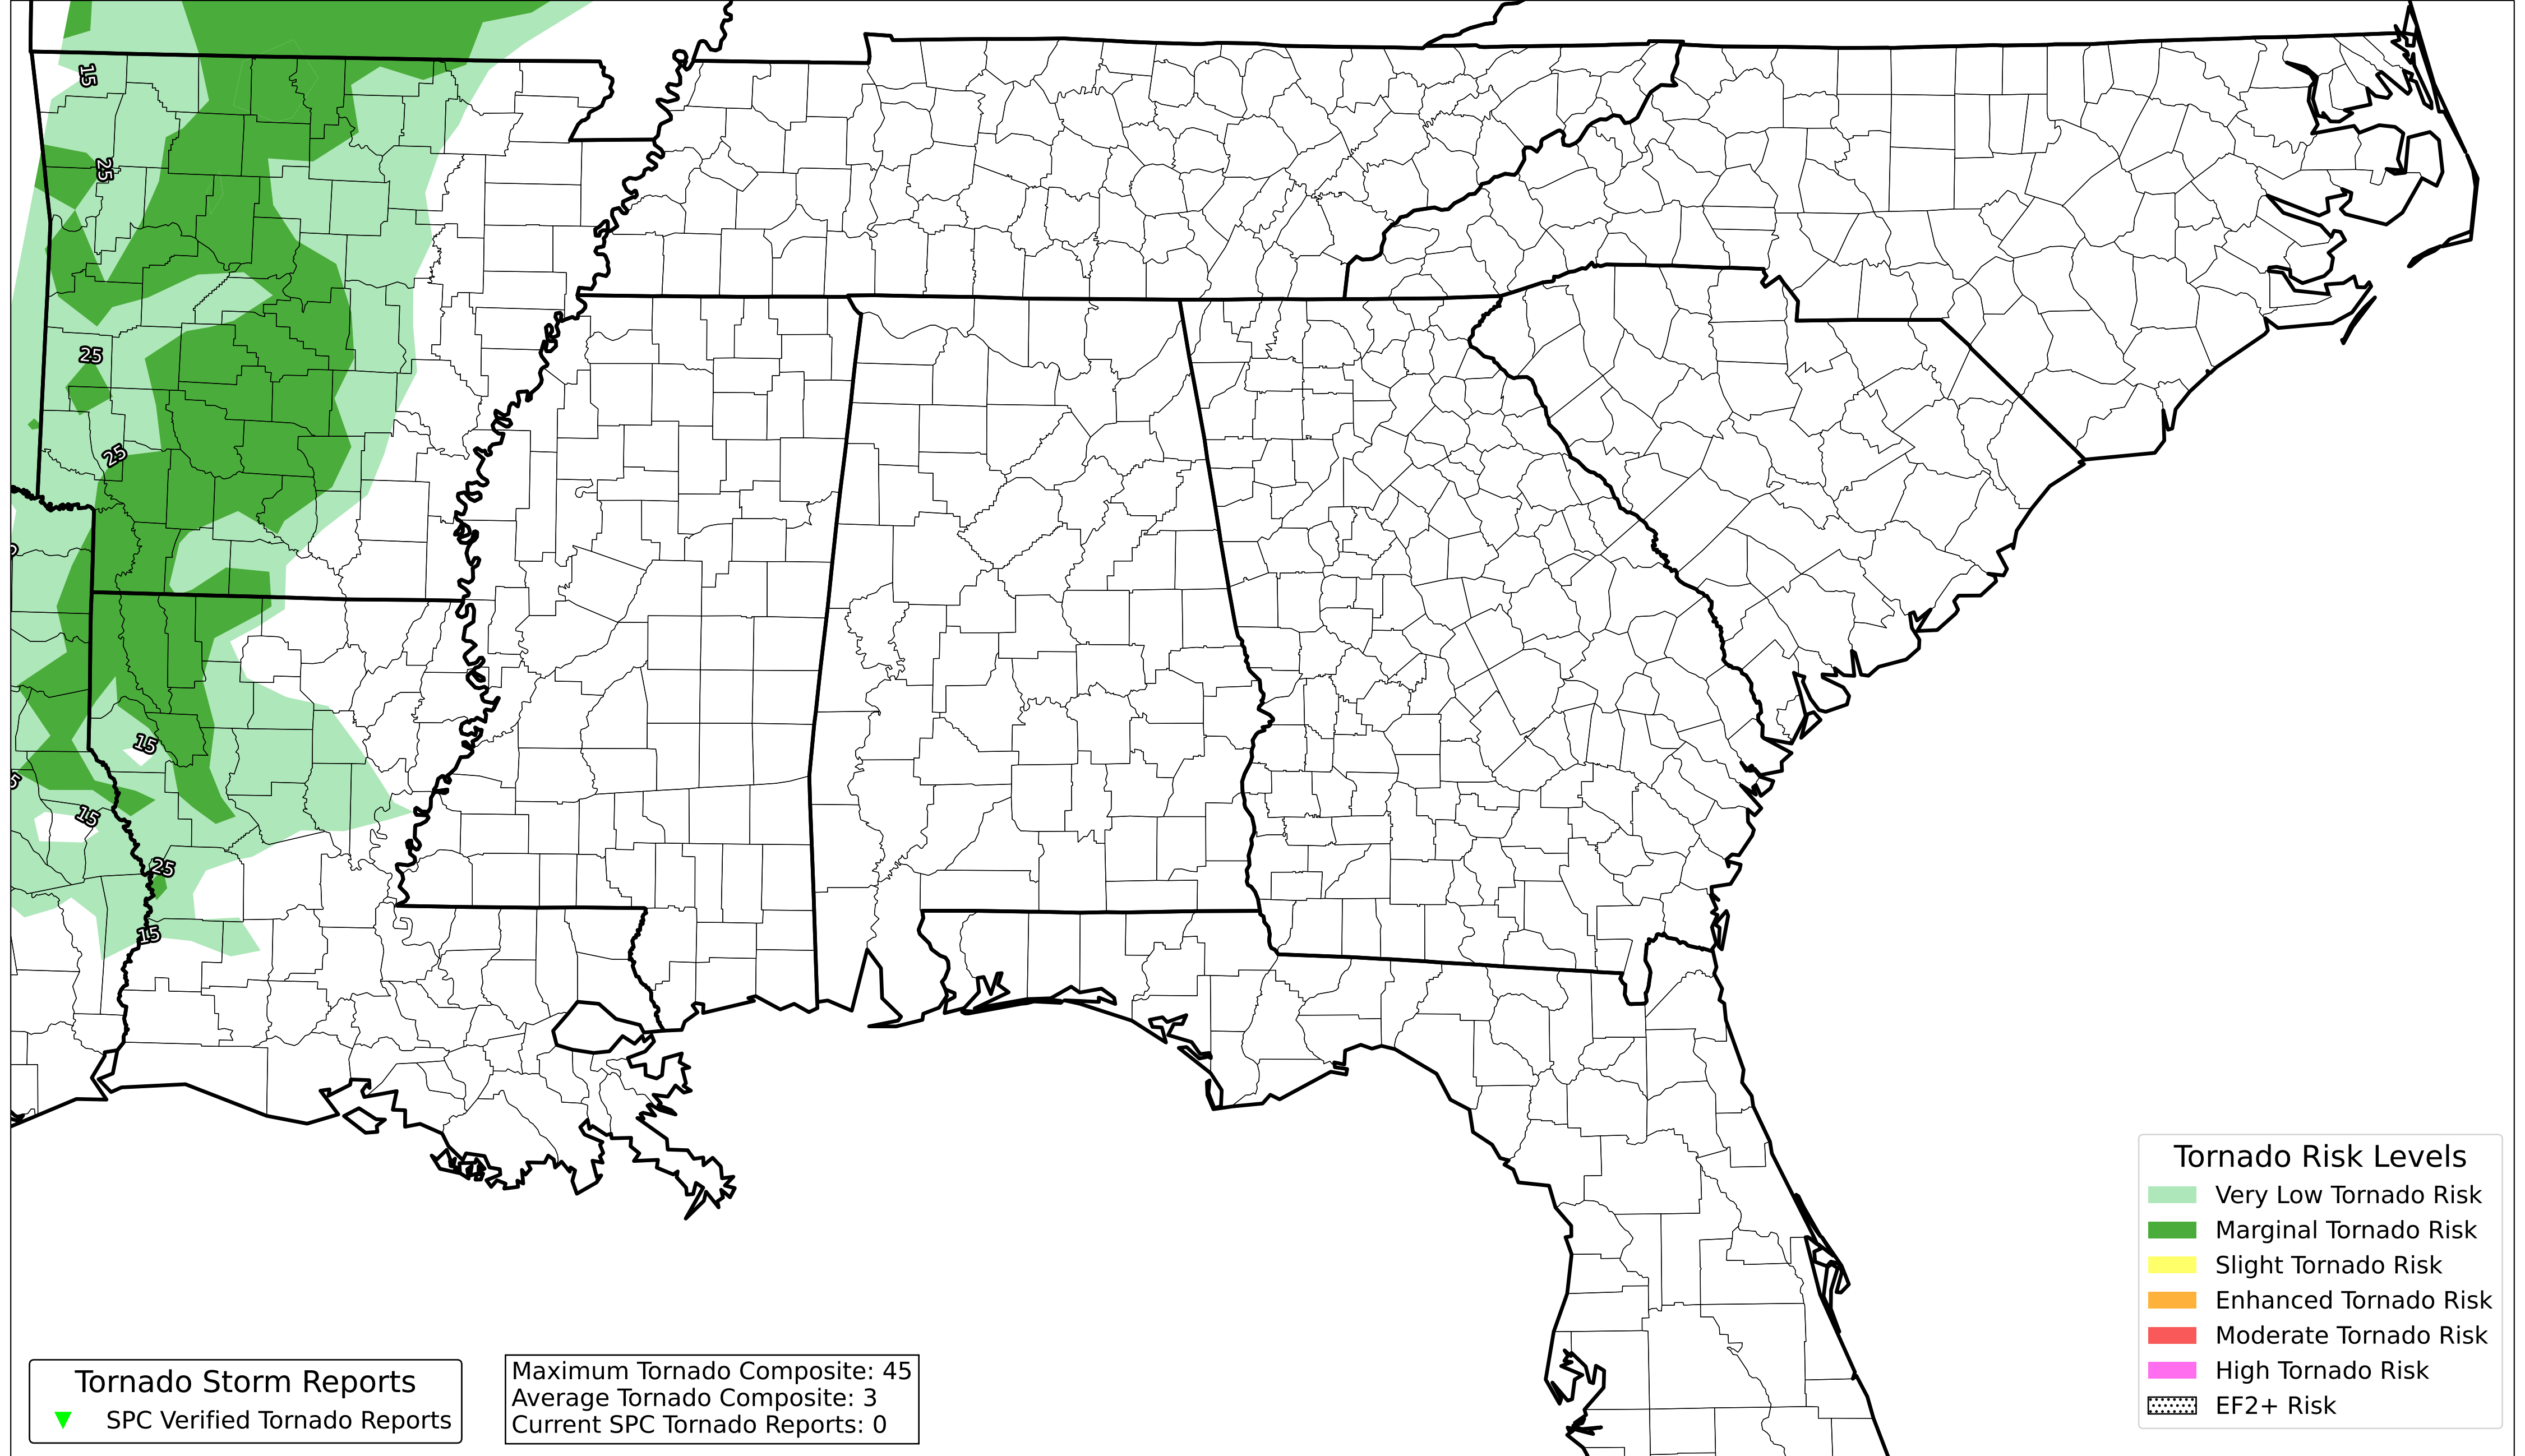 15
25
25
25
15
15
25
15
Tornado Risk Levels
Very Low Tornado Risk
Marginal Tornado Risk
Slight Tornado Risk
Enhanced Tornado Risk
Moderate Tornado Risk
High Tornado Risk
EF2+ Risk
Tornado Storm Reports
SPC Verified Tornado Reports
Maximum Tornado Composite: 45
Average Tornado Composite: 3
Current SPC Tornado Reports: 0